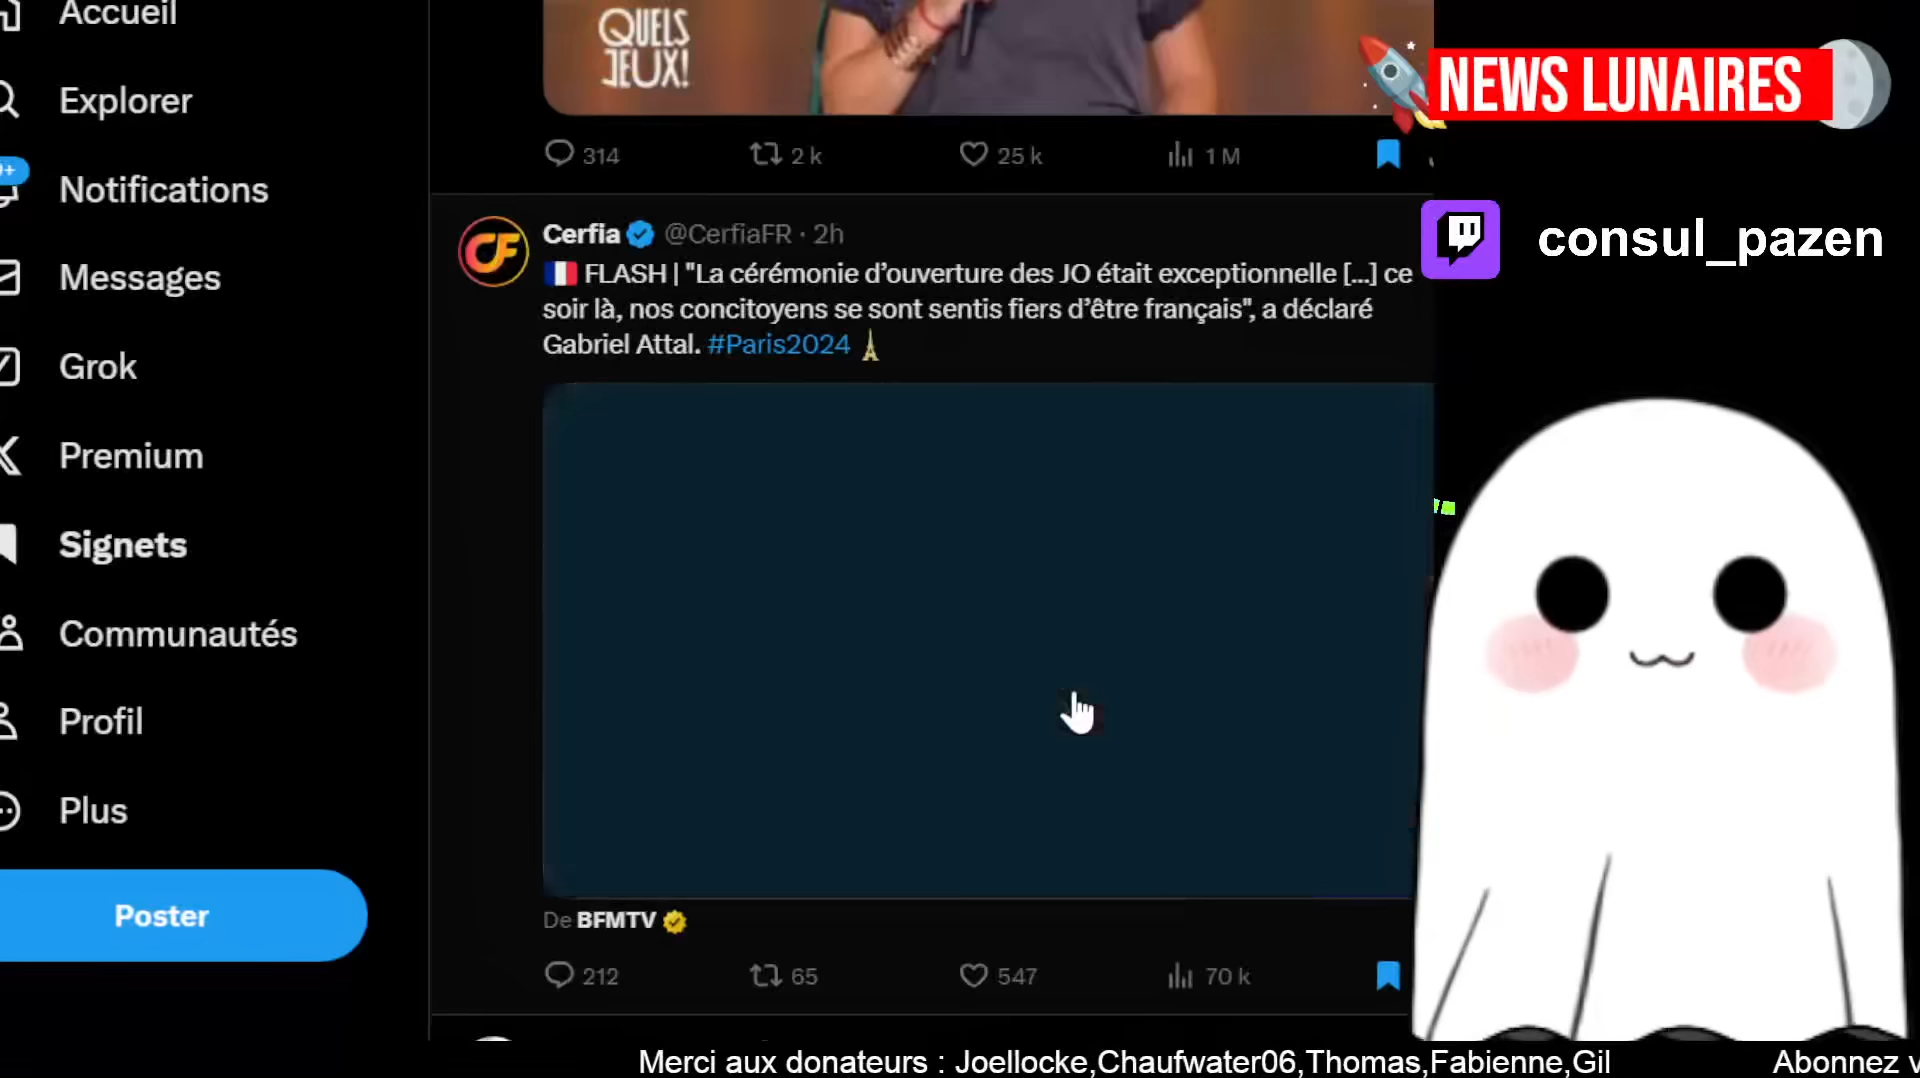 Accueil
Explorer
9+
Notifications
Messages
Grok
Premium
Signets
Communautés
Profil
Plus
Poster
QUELS
JEUX!
314
2 k
25 k
1 M
Cerfia @CerfiaFR · 2h
FLASH | "La cérémonie d’ouverture des JO était exceptionnelle [...] ce
soir là, nos concitoyens se sont sentis fiers d’être français", a déclaré
Gabriel Attal. #Paris2024
De BFMTV
212
65
547
70 k
NEWS LUNAIRES
consul_pazen
Merci aux donateurs : Joellocke,Chaufwater06,Thomas,Fabienne,Gil
Abonnez v